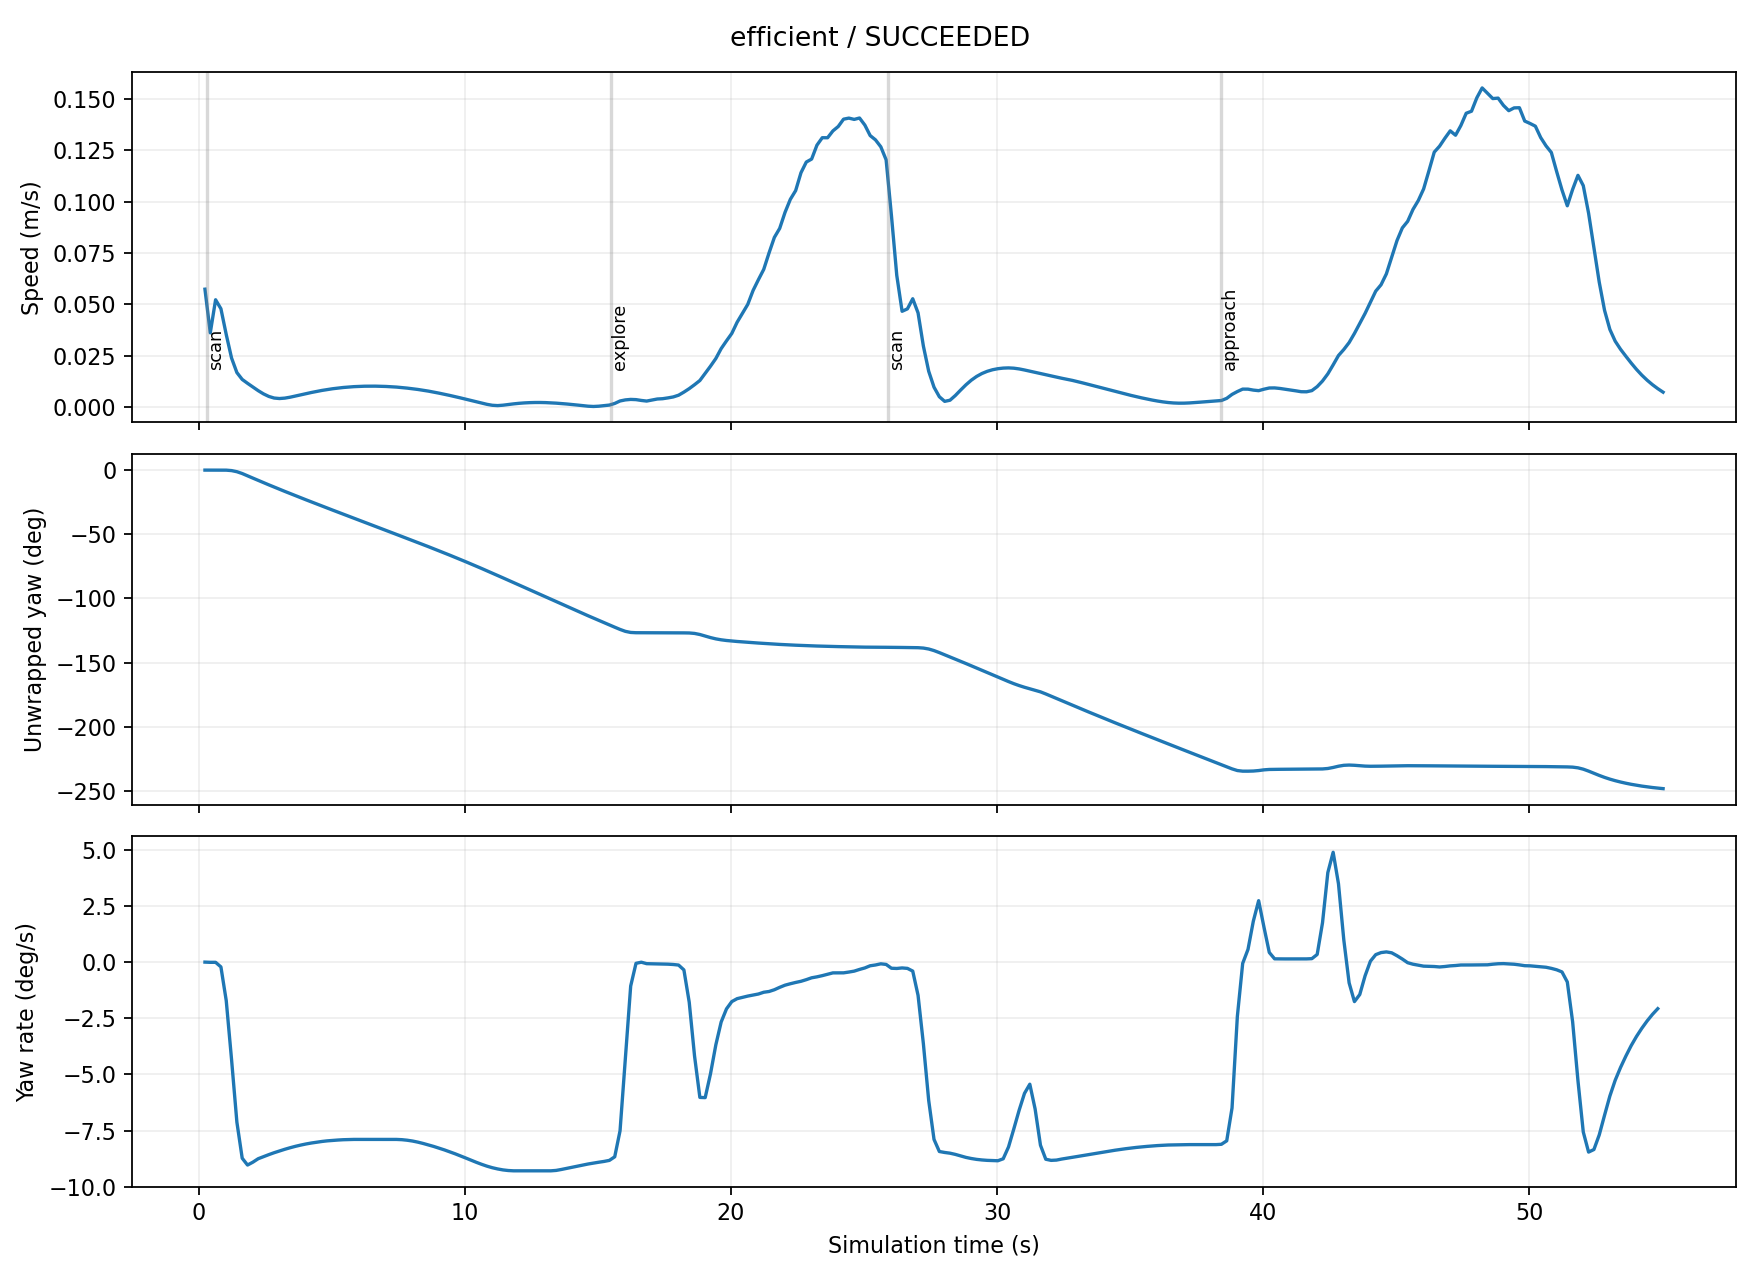 efficient / SUCCEEDED
Speed (m/s)
0.150
0.125
0.100
0.075
0.050
0.025
0.000
scan
explore
scan
approach
Unwrapped yaw (deg)
0
−50
−100
−150
−200
−250
Yaw rate (deg/s)
5.0
2.5
0.0
−2.5
−5.0
−7.5
−10.0
0 10 20 30 40 50
Simulation time (s)